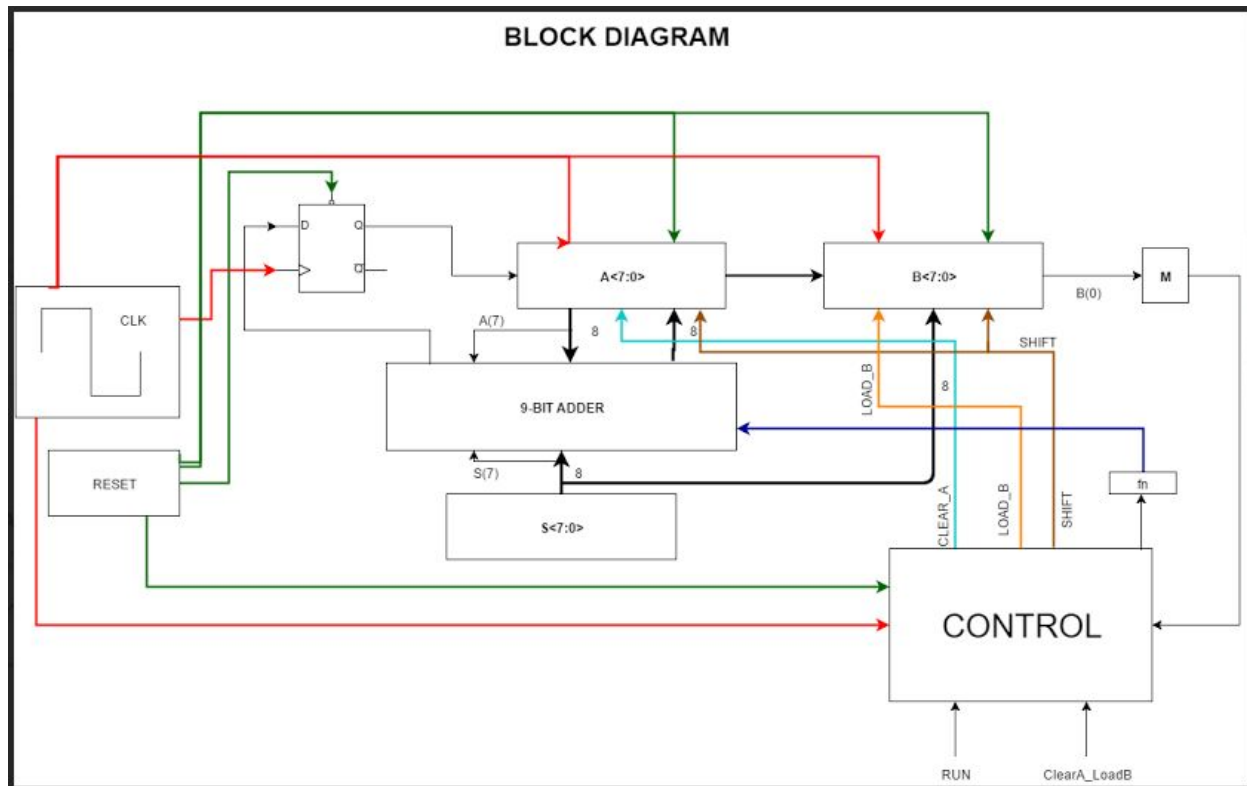 BLOCK DIAGRAM
D
Q
Q
CLK
A<7:0>
B<7:0>
M
B(0)
A(7)
8
8
SHIFT
LOAD_B
8
9-BIT ADDER
S(7)
8
RESET
fn
S<7:0>
CLEAR_A
LOAD_B
SHIFT
CONTROL
RUN
ClearA_LoadB